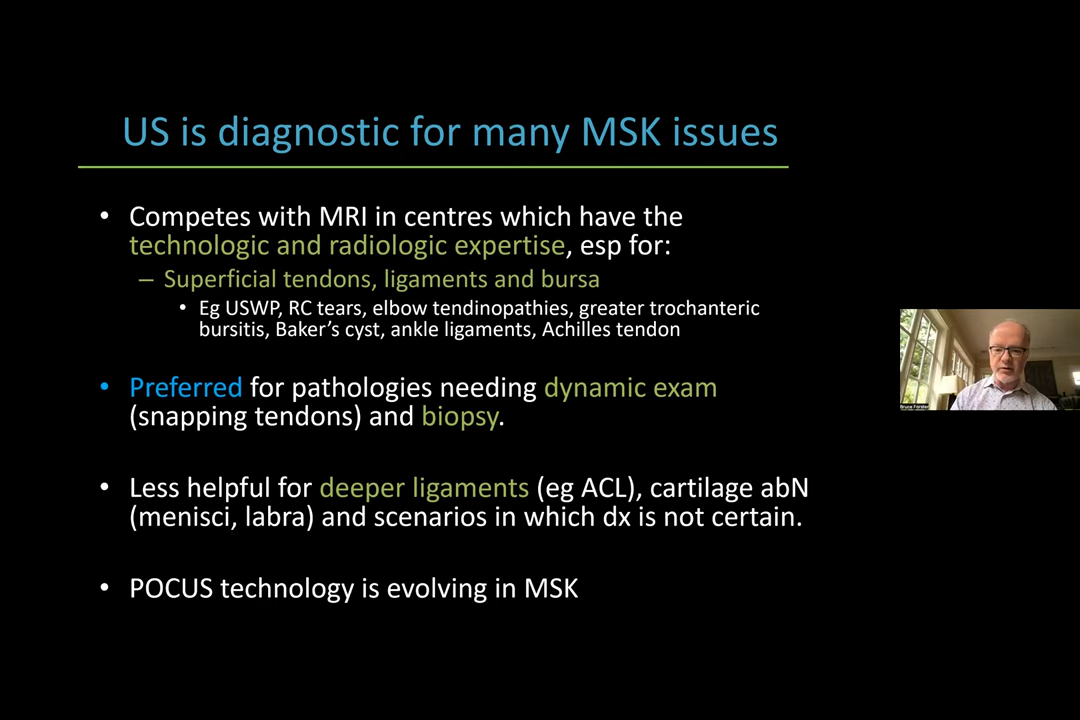 US is diagnostic for many MSK issues
• Competes with MRI in centres which have the
technologic and radiologic expertise, esp for:
– Superficial tendons, ligaments and bursa
• Eg USWP, RC tears, elbow tendinopathies, greater trochanteric
bursitis, Baker's cyst, ankle ligaments, Achilles tendon
• Preferred for pathologies needing dynamic exam
(snapping tendons) and biopsy.
• Less helpful for deeper ligaments (eg ACL), cartilage abN
(menisci, labra) and scenarios in which dx is not certain.
• POCUS technology is evolving in MSK
Bruce Forster